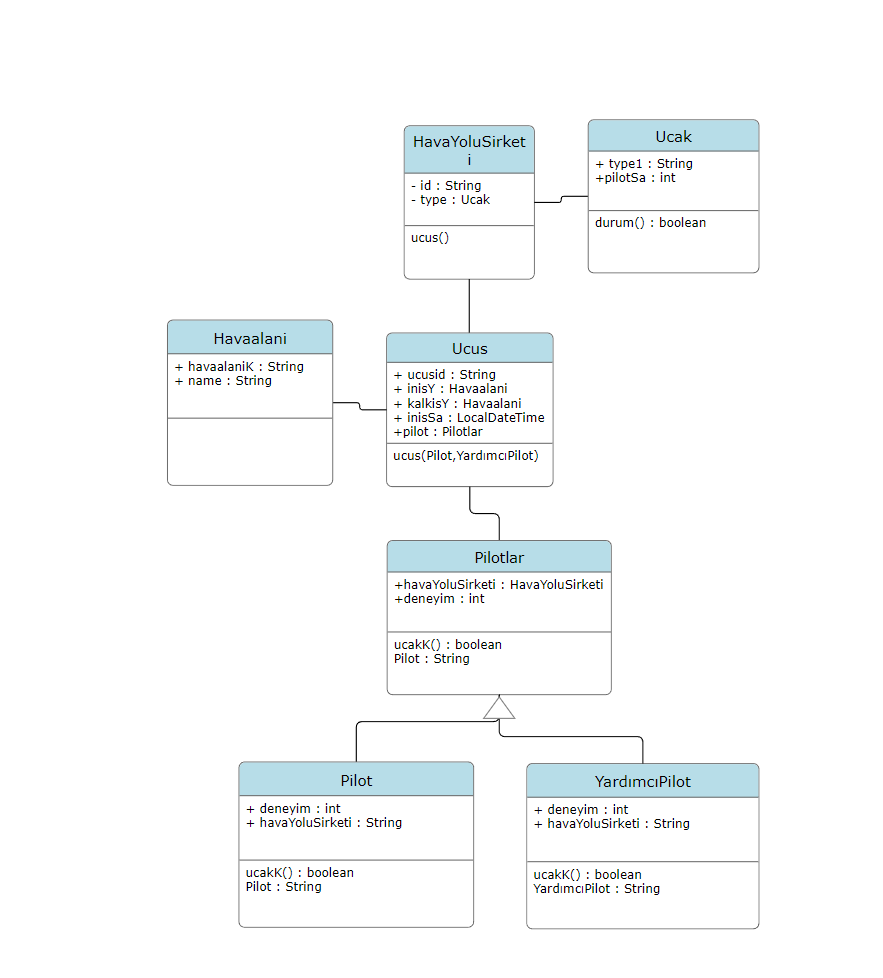 HavaYoluSirket
i
- id : String
- type : Ucak
ucus()
Ucak
+ type1 : String
+pilotSa : int
durum() : boolean
Havaalani
+ havaalaniK : String
+ name : String
Ucus
+ ucusid : String
+ inisY : Havaalani
+ kalkisY : Havaalani
+ inisSa : LocalDateTime
+pilot : Pilotlar
ucus(Pilot,YardımcıPilot)
Pilotlar
+havaYoluSirketi : HavaYoluSirketi
+deneyim : int
ucakK() : boolean
Pilot : String
Pilot
+ deneyim : int
+ havaYoluSirketi : String
ucakK() : boolean
Pilot : String
YardımcıPilot
+ deneyim : int
+ havaYoluSirketi : String
ucakK() : boolean
YardımcıPilot : String